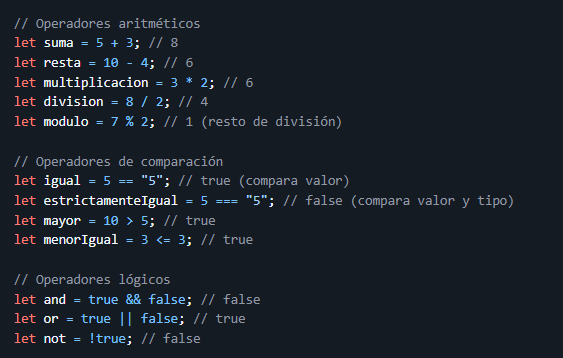 // Operadores aritméticos
let suma = 5 + 3; // 8
let resta = 10 - 4; // 6
let multiplicacion = 3 * 2; // 6
let division = 8 / 2; // 4
let modulo = 7 % 2; // 1 (resto de división)

// Operadores de comparación
let igual = 5 == "5"; // true (compara valor)
let estrictamenteIgual = 5 === "5"; // false (compara valor y tipo)
let mayor = 10 > 5; // true
let menorIgual = 3 <= 3; // true

// Operadores lógicos
let and = true && false; // false
let or = true || false; // true
let not = !true; // false